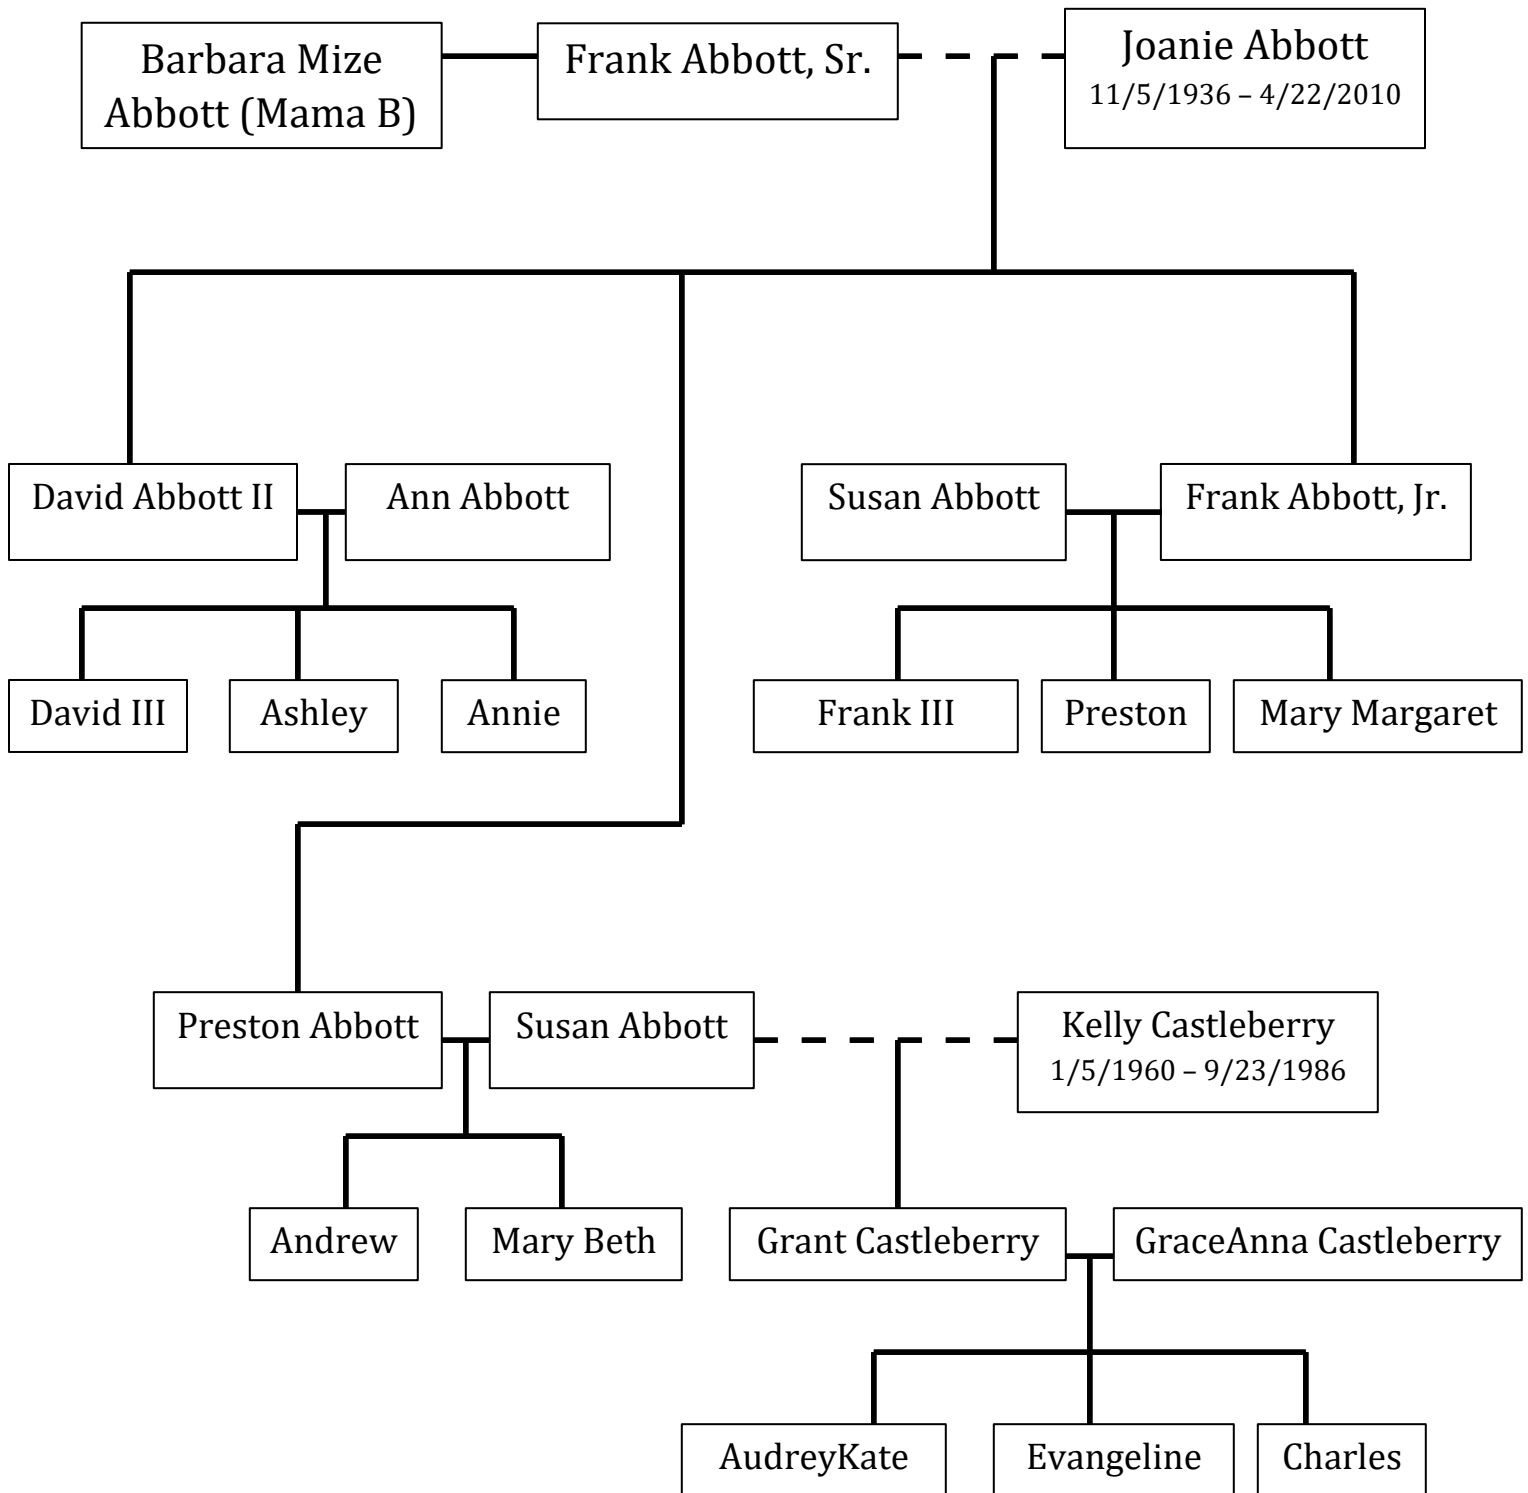 Barbara Mize
Abbott (Mama B)
Frank Abbott, Sr.
Joanie Abbott
11/5/1936 – 4/22/2010
David Abbott II
Ann Abbott
Susan Abbott
Frank Abbott, Jr.
David III
Ashley
Annie
Frank III
Preston
Mary Margaret
Preston Abbott
Susan Abbott
Kelly Castleberry
1/5/1960 – 9/23/1986
Andrew
Mary Beth
Grant Castleberry
GraceAnna Castleberry
AudreyKate
Evangeline
Charles